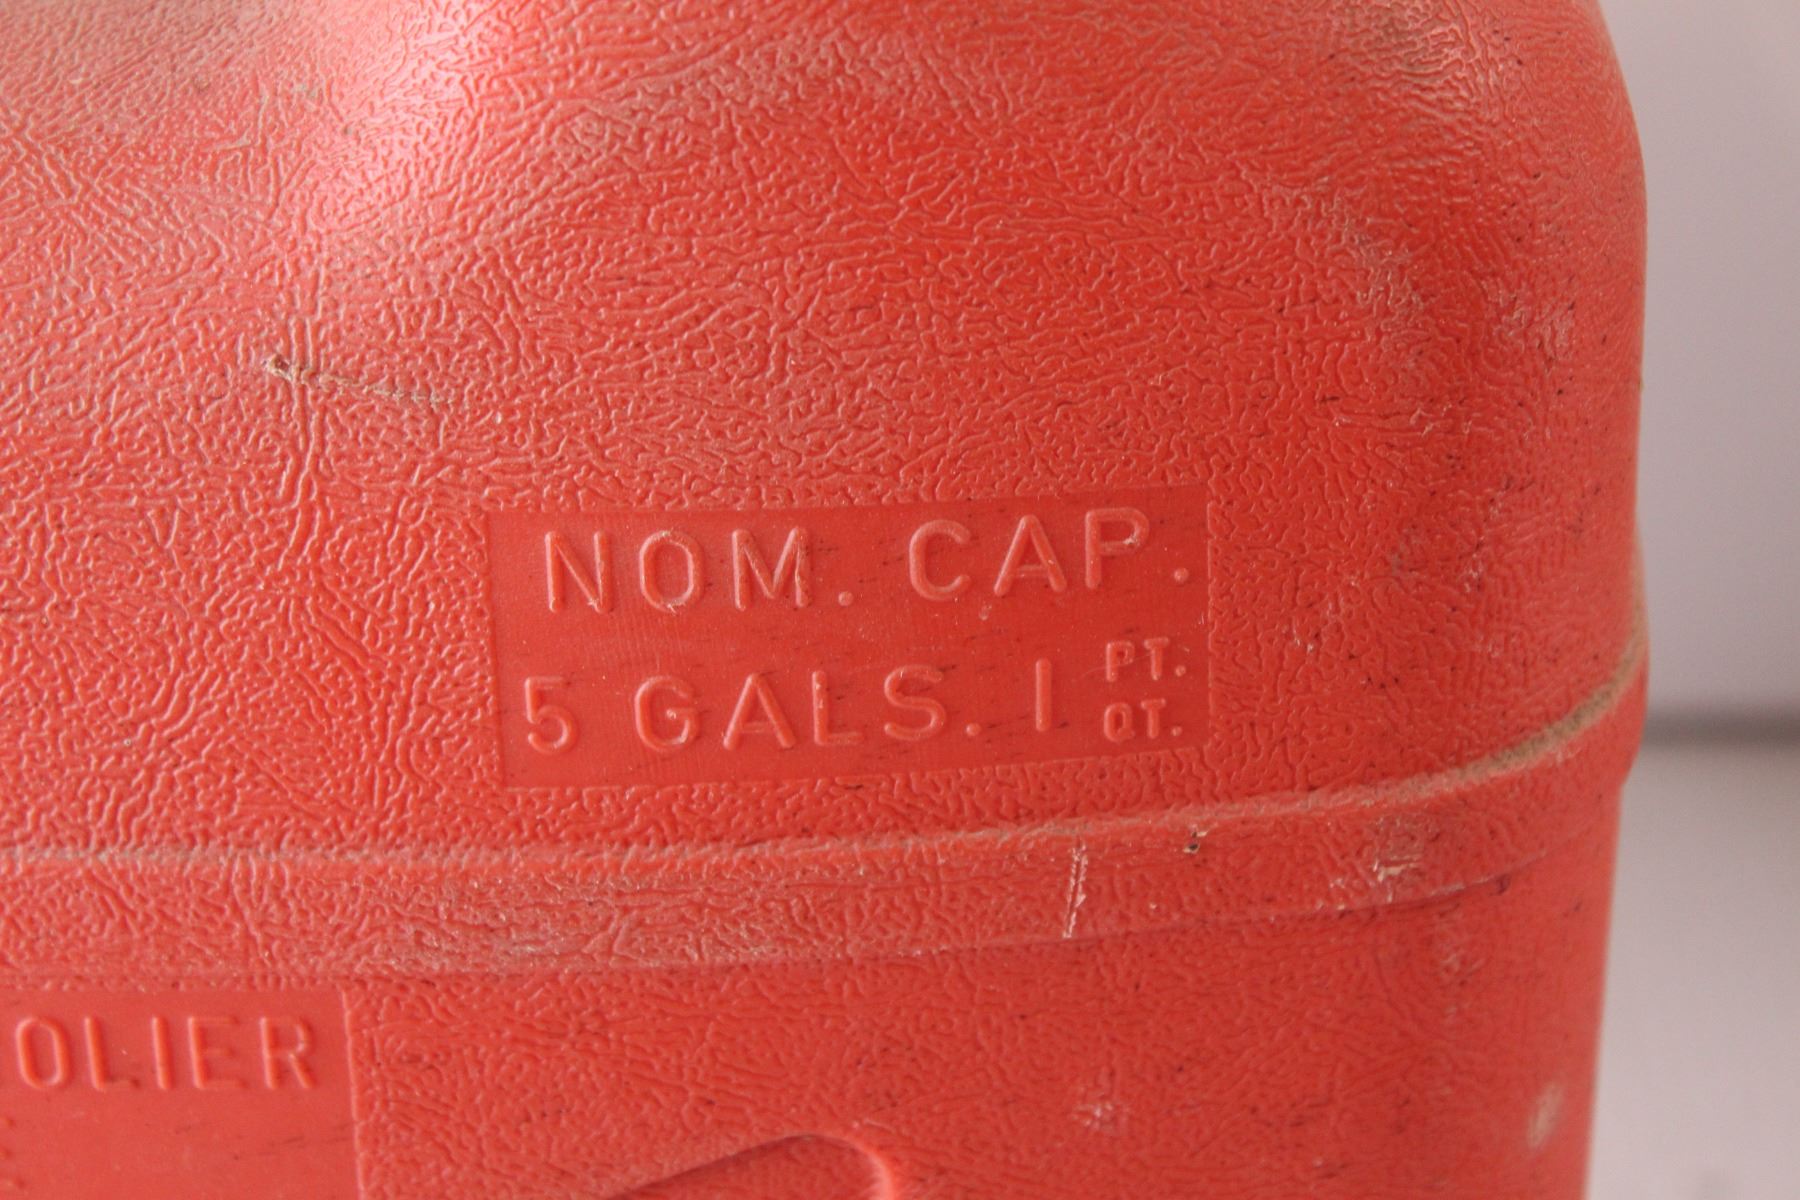 NOM. CAP.
5 GALS. 1 PT.
QT.
OLIER